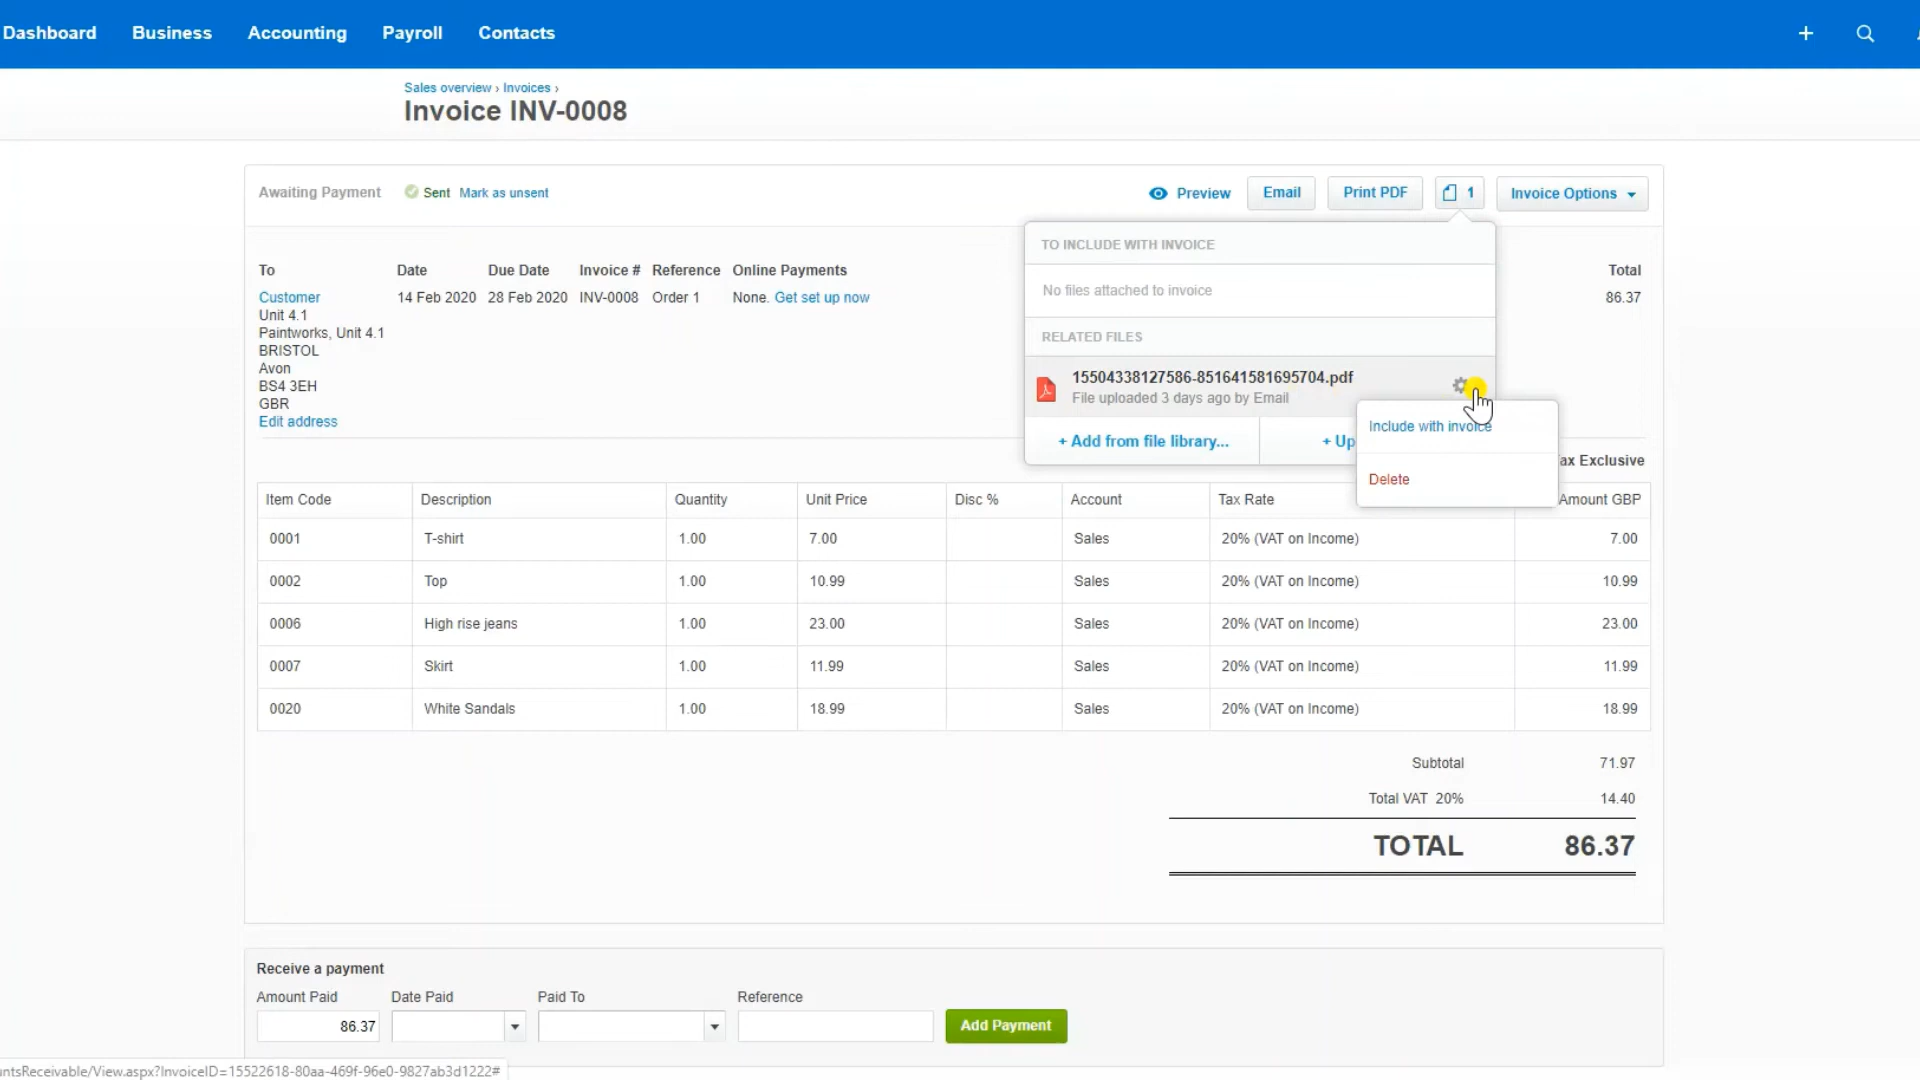 Dashboard Business Accounting Payroll Contacts
Sales overview › Invoices ›
Invoice INV-0008
Awaiting Payment Sent Mark as unsent Preview Email Print PDF 1 Invoice Options
TO INCLUDE WITH INVOICE
No files attached to invoice
RELATED FILES
15504338127586-851641581695704.pdf
File uploaded 3 days ago by Email
+ Add from file library... + Up
Include with invoice
Delete
To Date Due Date Invoice # Reference Online Payments Total
Customer 14 Feb 2020 28 Feb 2020 INV-0008 Order 1 None. Get set up now 86.37
Unit 4.1
Paintworks, Unit 4.1
BRISTOL
Avon
BS4 3EH
GBR
Edit address
ax Exclusive
Item Code Description Quantity Unit Price Disc % Account Tax Rate Amount GBP
0001 T-shirt 1.00 7.00 Sales 20% (VAT on Income) 7.00
0002 Top 1.00 10.99 Sales 20% (VAT on Income) 10.99
0006 High rise jeans 1.00 23.00 Sales 20% (VAT on Income) 23.00
0007 Skirt 1.00 11.99 Sales 20% (VAT on Income) 11.99
0020 White Sandals 1.00 18.99 Sales 20% (VAT on Income) 18.99
Subtotal 71.97
Total VAT 20% 14.40
TOTAL 86.37
Receive a payment
Amount Paid Date Paid Paid To Reference
86.37 Add Payment
untsReceivable/View.aspx?InvoiceID=15522618-80aa-469f-96e0-9827ab3d1222#